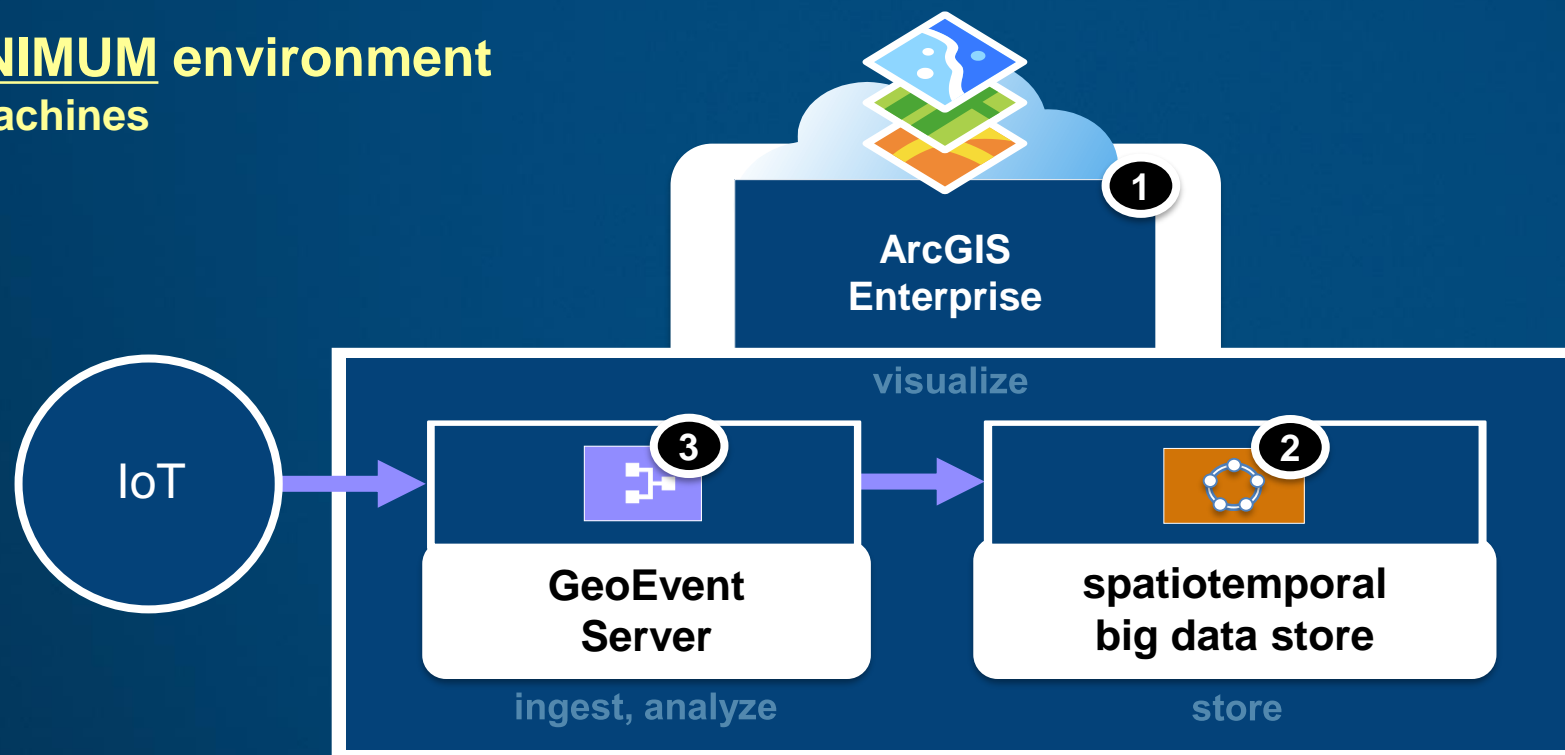 NIMUM environment
achines
1
ArcGIS
Enterprise
visualize
IoT
3
2
GeoEvent
Server
spatiotemporal
big data store
ingest, analyze
store